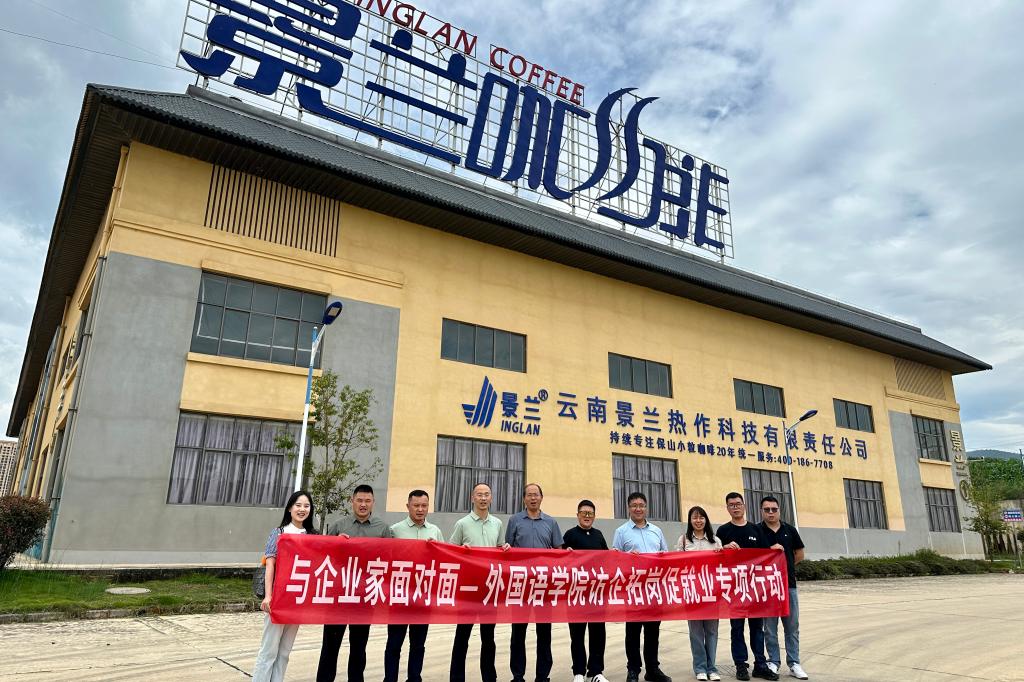 INGLAN COFFEE
景兰咖啡
景兰®
INGLAN
云南景兰热作科技有限责任公司
持续专注保山小粒咖啡20年 统一服务:400-186-7708
景兰
与企业家面对面—外国语学院访企拓岗促就业专项行动